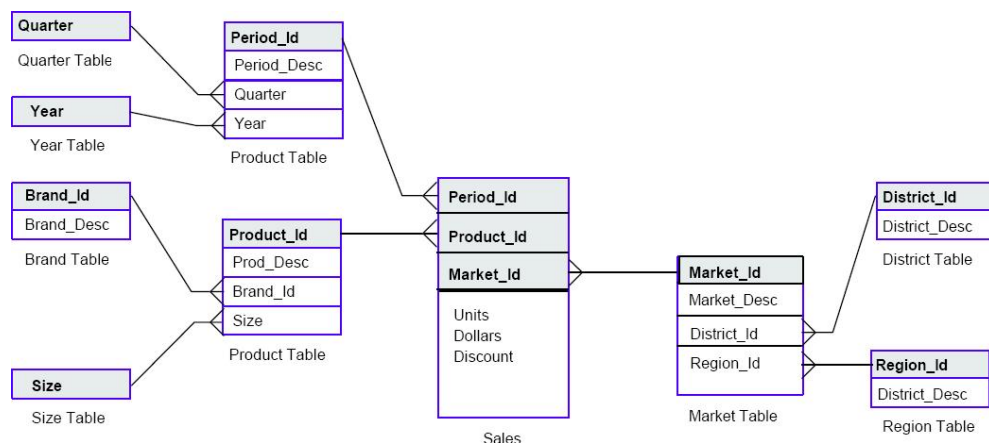 Quarter
Quarter Table
Year
Year Table
Period_Id
Period_Desc
Quarter
Year
Product Table
Brand_Id
Brand_Desc
Brand Table
Size
Size Table
Product_Id
Prod_Desc
Brand_Id
Size
Product Table
Period_Id
Product_Id
Market_Id
Units
Dollars
Discount
Sales
Market_Id
Market_Desc
District_Id
Region_Id
Market Table
District_Id
District_Desc
District Table
Region_Id
District_Desc
Region Table